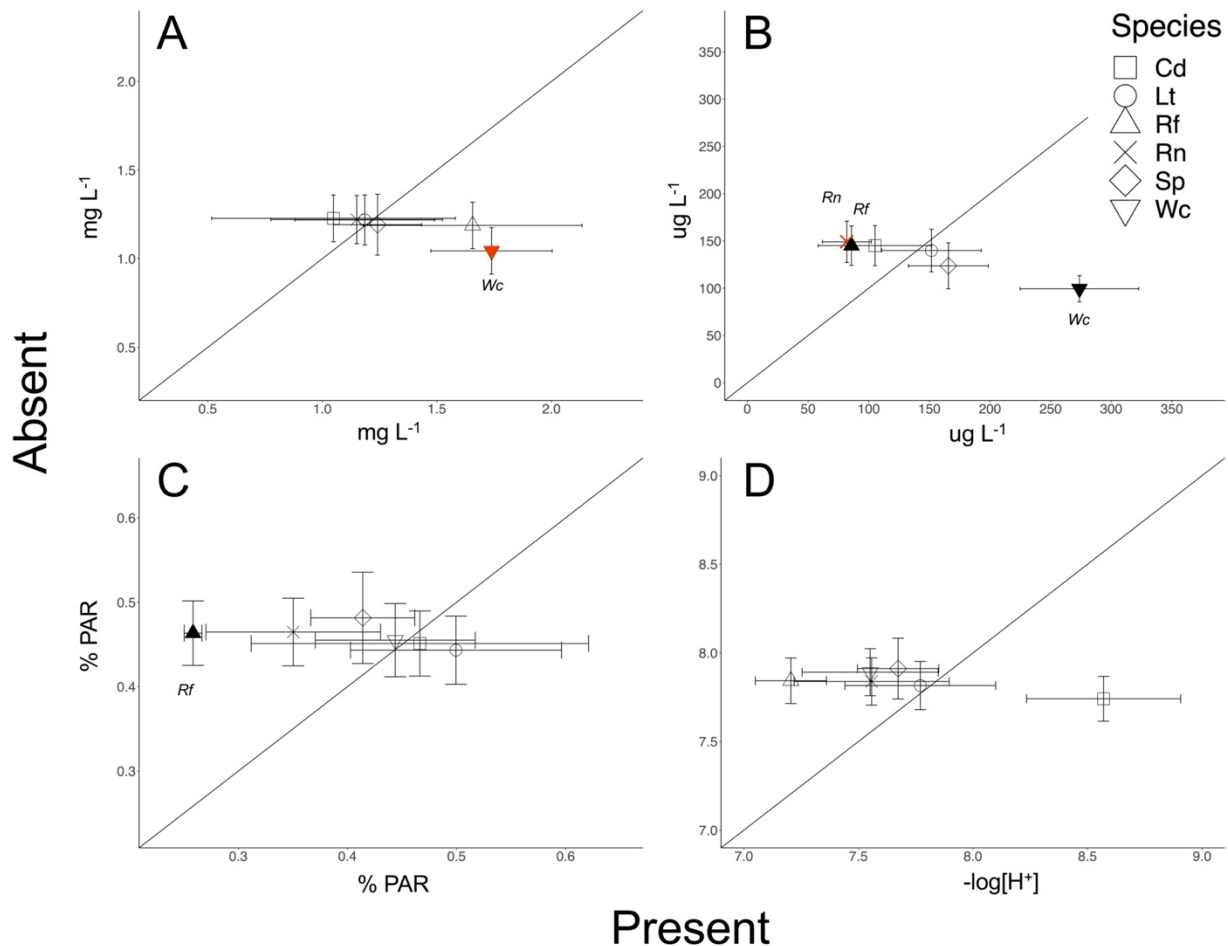 A
2.0
1.5
1.0
0.5
mg L-1
Wc
0.5 1.0 1.5 2.0
mg L-1
B
350
300
250
200
150
100
50
0
ug L-1
Rn Rf
Wc
0 50 100 150 200 250 300 350
ug L-1
Species
Cd
Lt
Rf
Rn
Sp
Wc
Absent
C
0.6
0.5
0.4
0.3
% PAR
Rf
0.3 0.4 0.5 0.6
% PAR
D
9.0
8.5
8.0
7.5
7.0
7.0 7.5 8.0 8.5 9.0
-log[H+]
Present